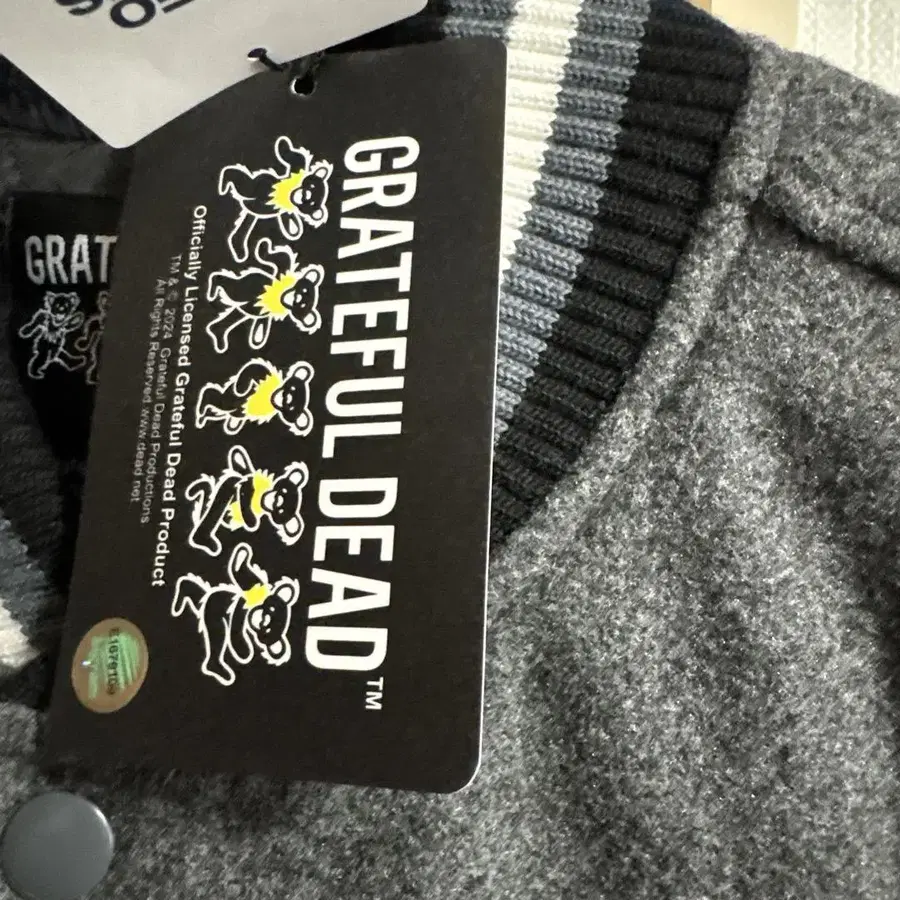 GRATEFUL DEAD™
Officially Licensed Grateful Dead Product
TM & © 2024 Grateful Dead Productions
All Rights Reserved www.dead.net
GRAT